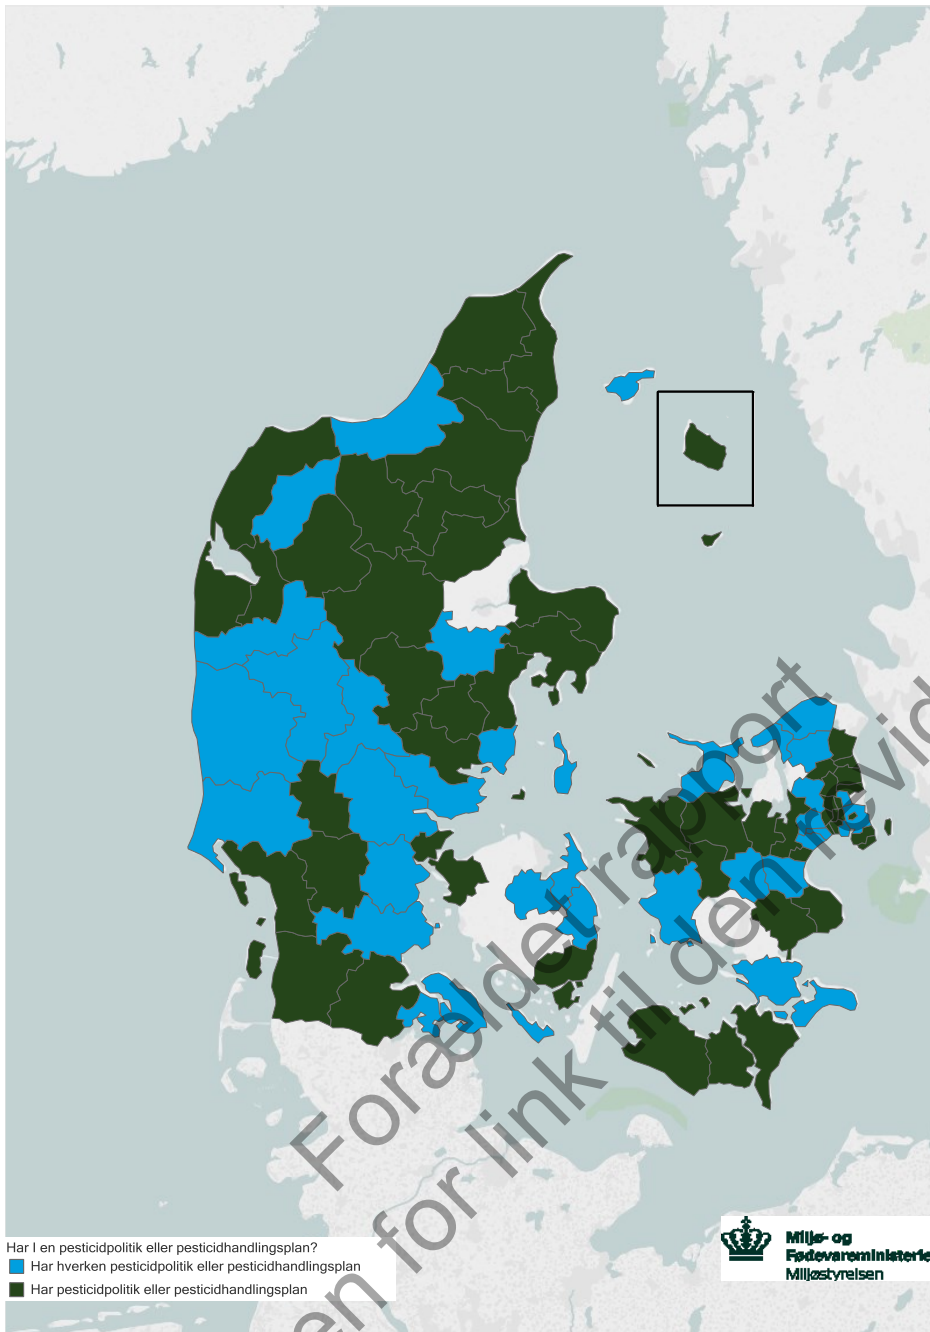 Forældet rapport
en for link til den revid
Har I en pesticidpolitik eller pesticidhandlingsplan?
Har hverken pesticidpolitik eller pesticidhandlingsplan
Har pesticidpolitik eller pesticidhandlingsplan
Miljø- og
Fødevareministerie
Miljøstyrelsen